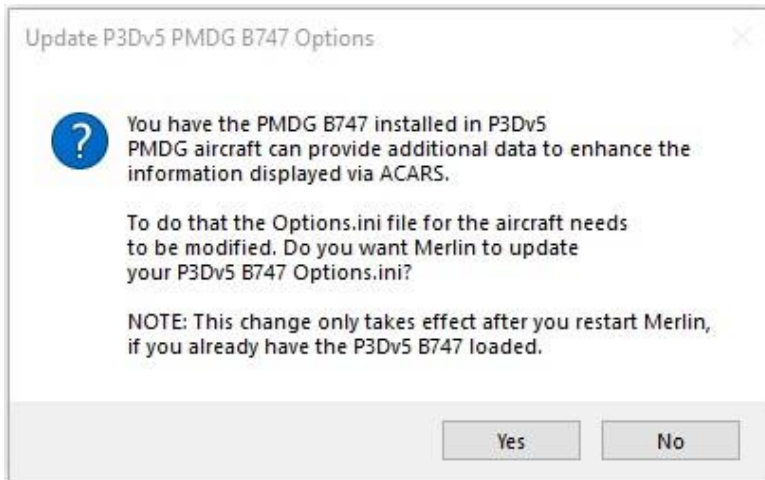 Update P3Dv5 PMDG B747 Options
You have the PMDG B747 installed in P3Dv5
PMDG aircraft can provide additional data to enhance the
information displayed via ACARS.
To do that the Options.ini file for the aircraft needs
to be modified. Do you want Merlin to update
your P3Dv5 B747 Options.ini?
NOTE: This change only takes effect after you restart Merlin,
if you already have the P3Dv5 B747 loaded.
Yes
No